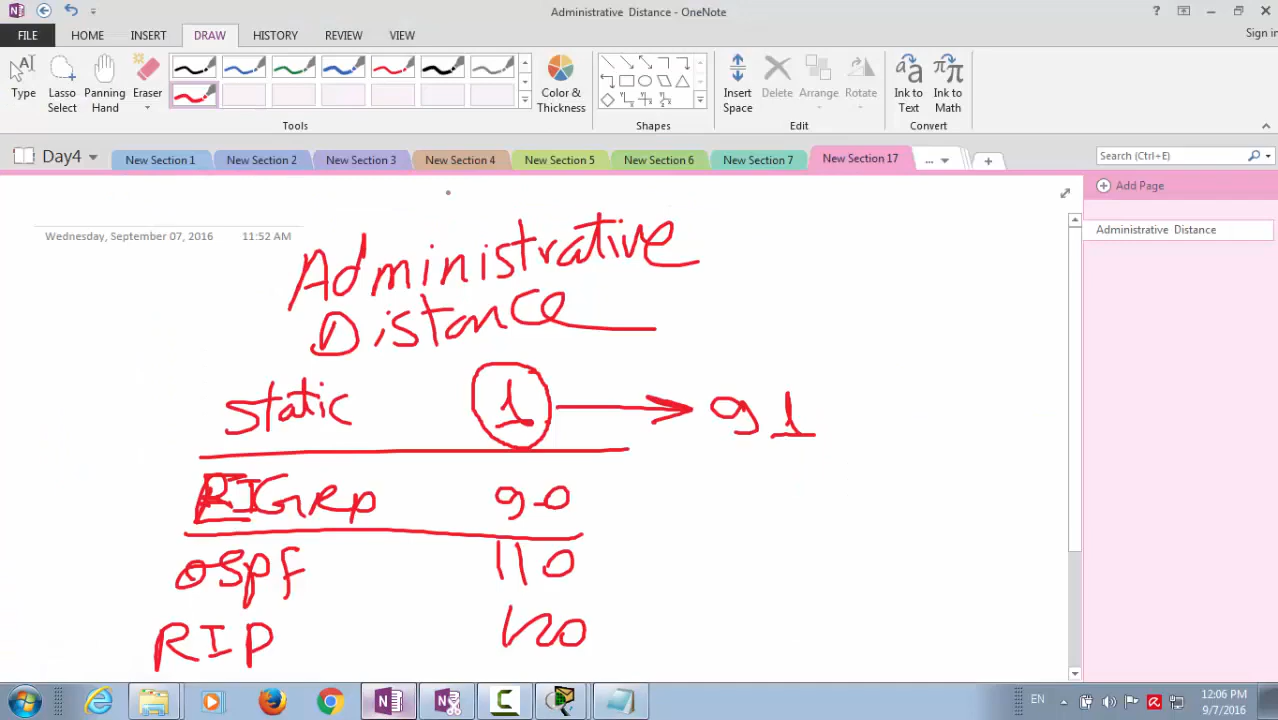 Administrative Distance - OneNote
? 
FILE HOME INSERT DRAW HISTORY REVIEW VIEW
Sign in
Type
Lasso Select
Panning Hand
Eraser
Color & Thickness
Insert Space
Delete
Arrange
Rotate
Ink to Text
Ink to Math
Tools
Shapes
Edit
Convert
Day4
New Section 1
New Section 2
New Section 3
New Section 4
New Section 5
New Section 6
New Section 7
New Section 17
...
Search (Ctrl+E)
Add Page
Administrative Distance
Wednesday, September 07, 2016 11:52 AM
Administrative
Distance
Static 1 91
EIGRP 90
OSPF 110
RIP 120
EN
12:06 PM
9/7/2016